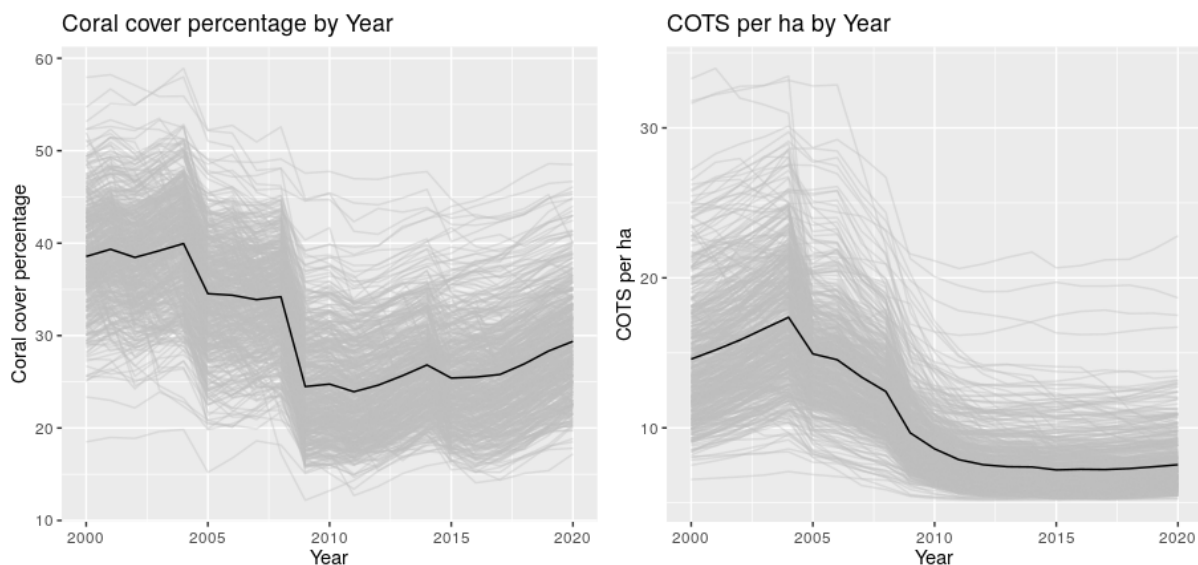 Coral cover percentage by Year
60
50
40
30
20
10
Coral cover percentage
2000 2005 2010 2015 2020
Year
COTS per ha by Year
30
20
10
COTS per ha
2000 2005 2010 2015 2020
Year